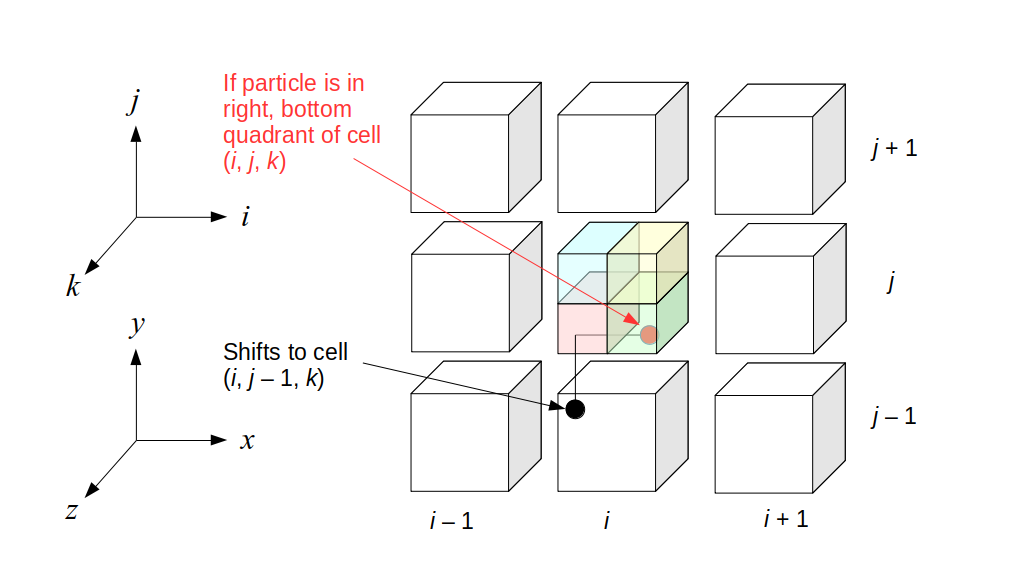 If particle is in
right, bottom
quadrant of cell
(i, j, k)
j
i
k
y
x
z
Shifts to cell
(i, j – 1, k)
j + 1
j
j – 1
i – 1
i
i + 1